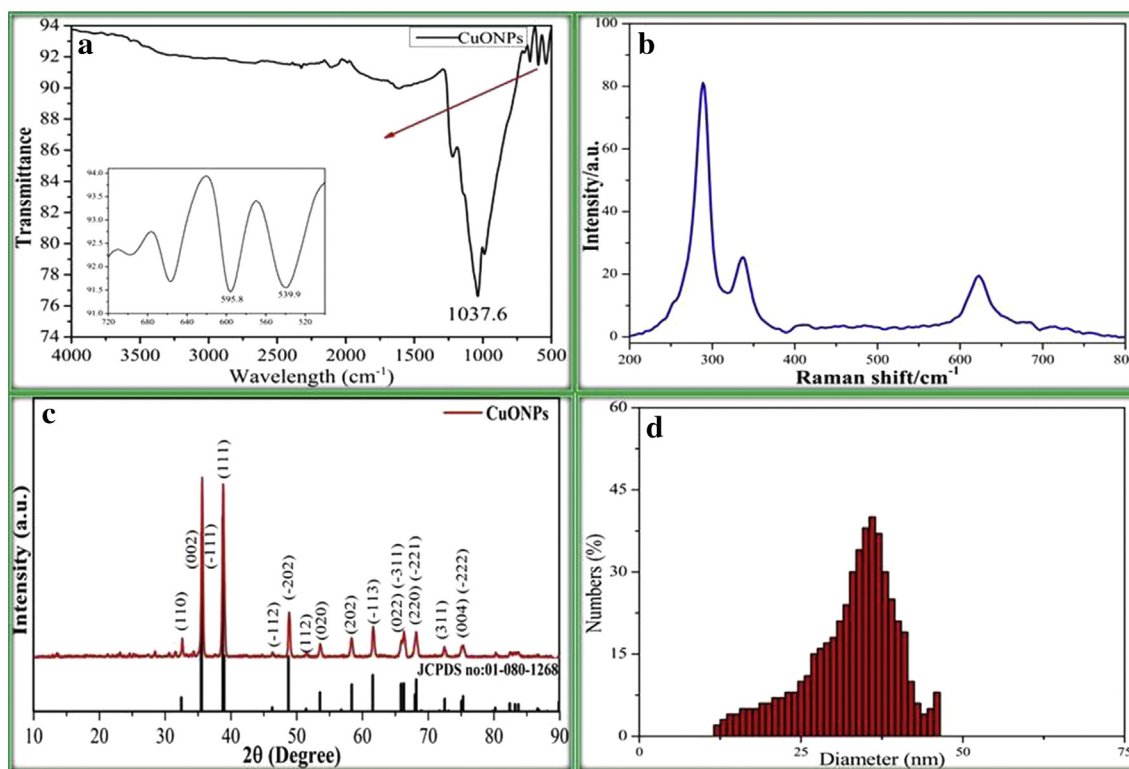 a
CuONPs
94
92
90
88
86
84
82
80
78
76
74
Transmittance
94.0
93.5
93.0
92.5
92.0
91.5
91.0
595.8
539.9
720 680 640 600 560 520
1037.6
4000 3500 3000 2500 2000 1500 1000 500
Wavelength (cm-1)
b
100
80
60
40
20
0
Intensity/a.u.
200 300 400 500 600 700 800
Raman shift/cm-1
c
CuONPs
Intensity (a.u.)
(110)
(002)
(-111)
(111)
(-112)
(-202)
(112)
(020)
(202)
(-113)
(022) (-311)
(220) (-221)
(311)
(004) (-222)
JCPDS no:01-080-1268
10 20 30 40 50 60 70 80 90
2θ (Degree)
d
60
45
30
15
0
Numbers (%)
0 25 50 75
Diameter (nm)